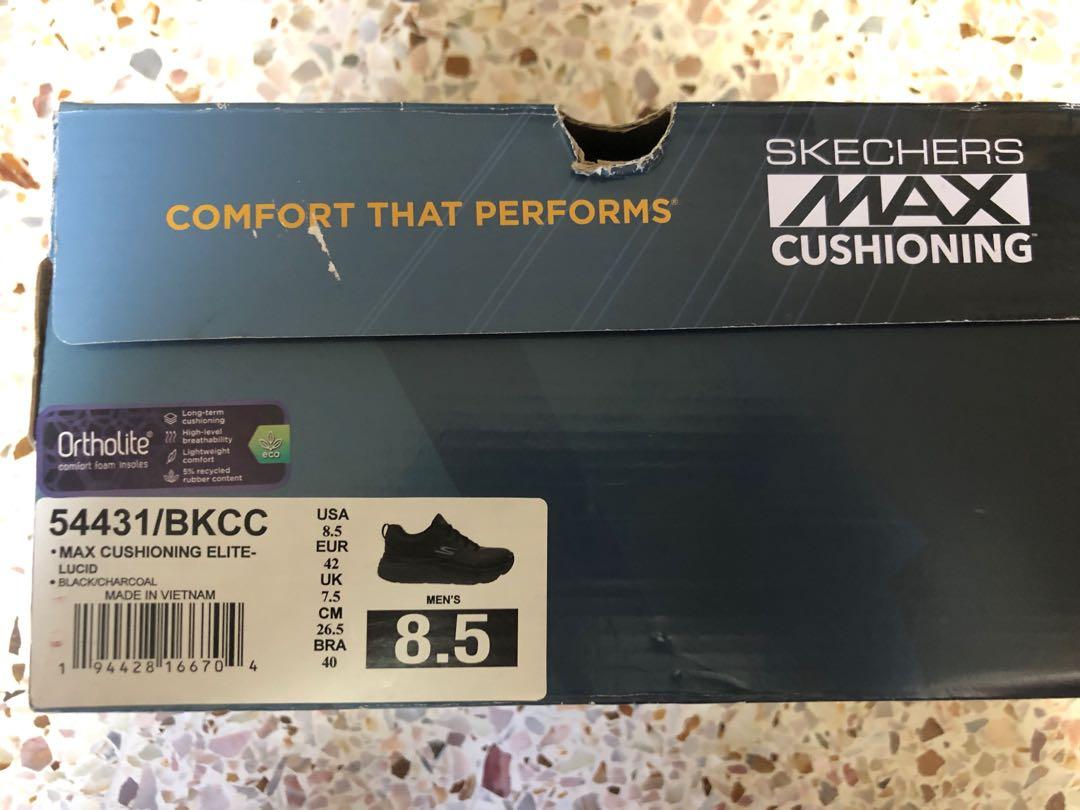 COMFORT THAT PERFORMS®
SKECHERS
MAX
CUSHIONING™
Ortholite®
comfort foam insoles
Long-term
cushioning
High-level
breathability
Lightweight
comfort
5% recycled
rubber content
eco
54431/BKCC
• MAX CUSHIONING ELITE-
LUCID
• BLACK/CHARCOAL
MADE IN VIETNAM
1 94428 16670 4
USA
8.5
EUR
42
UK
7.5
CM
26.5
BRA
40
MEN'S
8.5